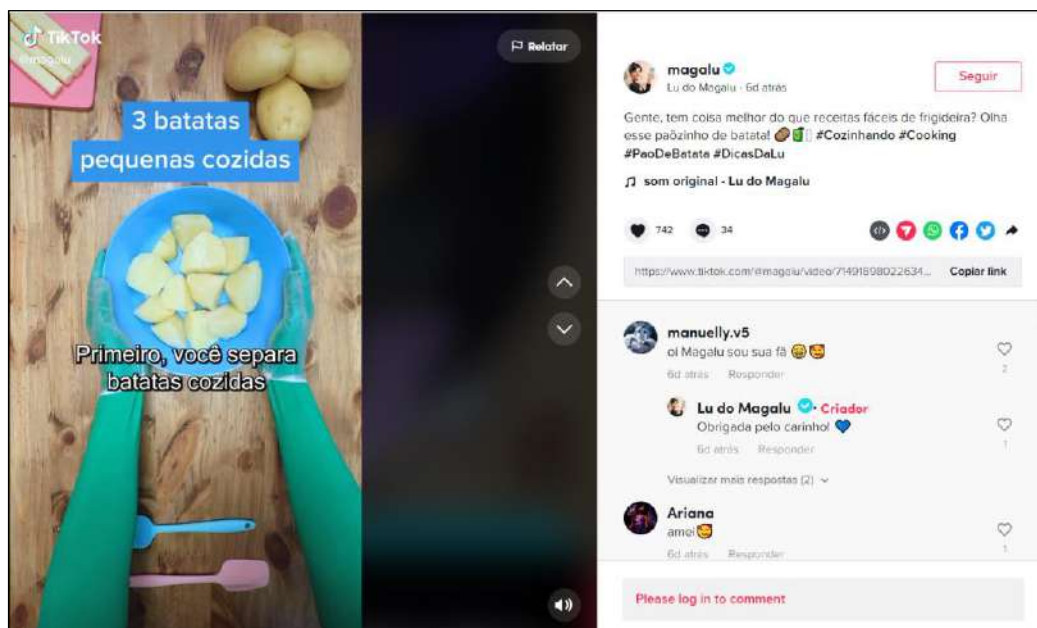 TikTok
@magalu
Relatar
3 batatas
pequenas cozidas
Primeiro, você separa
batatas cozidas
magalu
Lu do Magalu · 6d atrás
Seguir
Gente, tem coisa melhor do que receitas fáceis de frigideira? Olha
esse paõzinho de batata! 🥔🧃 #Cozinhando #Cooking
#PaoDeBatata #DicasDaLu
som original - Lu do Magalu
742
34
https://www.tiktok.com/@magalu/video/71491898022634...
Copiar link
manuelly.v5
oi Magalu sou sua fã 😁🥰
6d atrás Responder
2
Lu do Magalu · Criador
Obrigada pelo carinho! 💙
6d atrás Responder
1
Visualizar mais respostas (2)
Ariana
amei🥰
6d atrás Responder
1
Please log in to comment